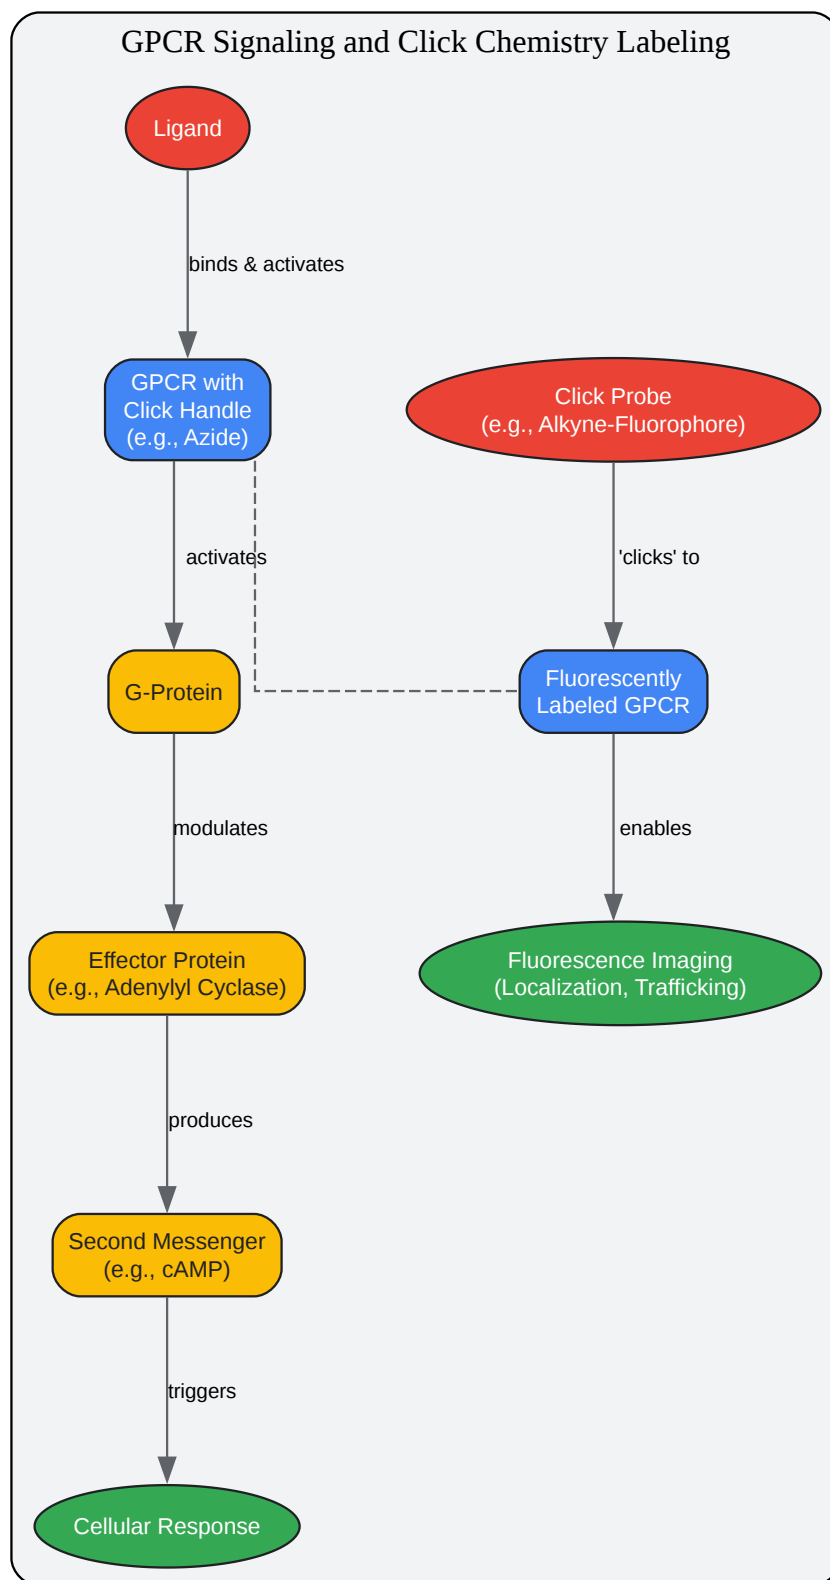 GPCR Signaling and Click Chemistry Labeling
Ligand
binds & activates
GPCR with
Click Handle
(e.g., Azide)
Click Probe
(e.g., Alkyne-Fluorophore)
activates
'clicks' to
G-Protein
Fluorescently
Labeled GPCR
modulates
enables
Effector Protein
(e.g., Adenylyl Cyclase)
Fluorescence Imaging
(Localization, Trafficking)
produces
Second Messenger
(e.g., cAMP)
triggers
Cellular Response